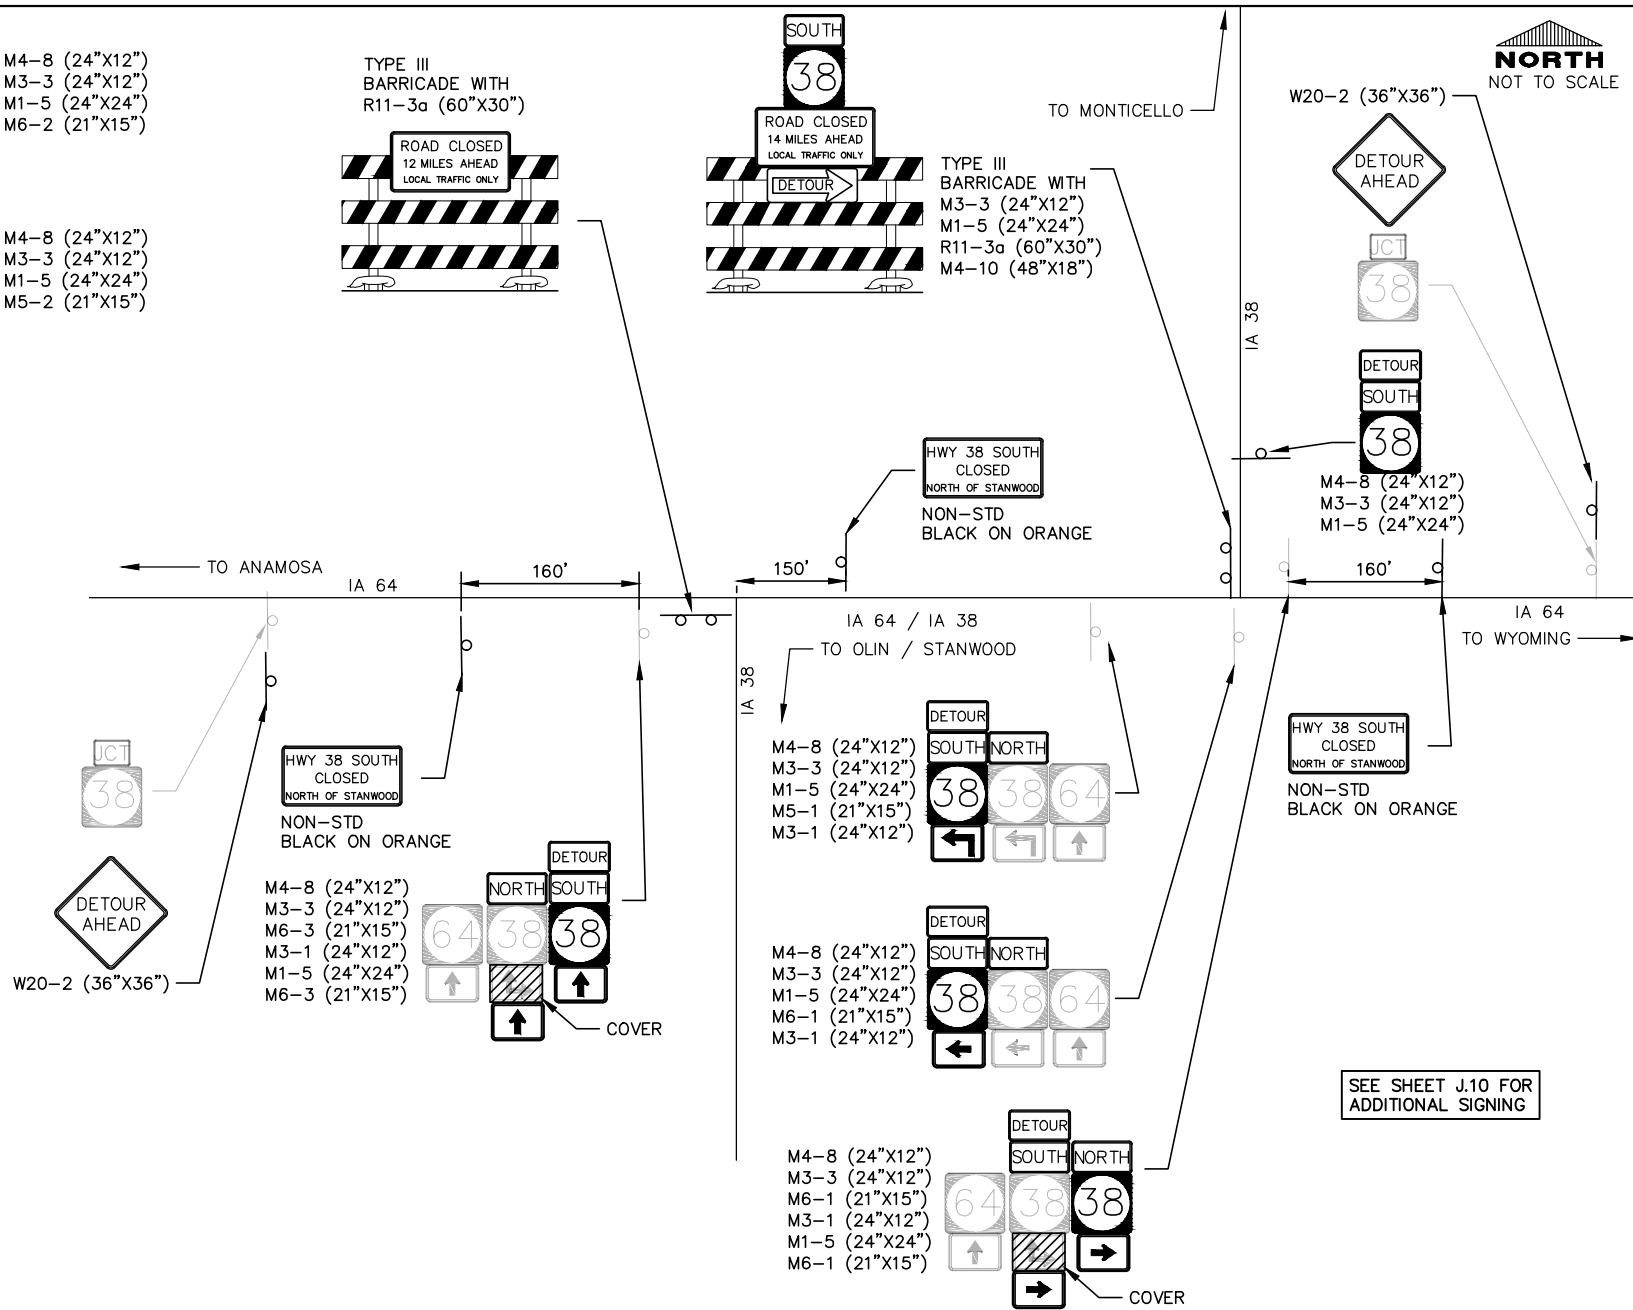 M4-8 (24"X12")
M3-3 (24"X12")
M1-5 (24"X24")
M6-2 (21"X15")
M4-8 (24"X12")
M3-3 (24"X12")
M1-5 (24"X24")
M5-2 (21"X15")
TYPE III
BARRICADE WITH
R11-3a (60"X30")
ROAD CLOSED
12 MILES AHEAD
LOCAL TRAFFIC ONLY
SOUTH
38
ROAD CLOSED
14 MILES AHEAD
LOCAL TRAFFIC ONLY
DETOUR
TYPE III
BARRICADE WITH
M3-3 (24"X12")
M1-5 (24"X24")
R11-3a (60"X30")
M4-10 (48"X18")
TO MONTICELLO
IA 38
NORTH
NOT TO SCALE
W20-2 (36"X36")
DETOUR
AHEAD
JCT
38
DETOUR
SOUTH
38
M4-8 (24"X12")
M3-3 (24"X12")
M1-5 (24"X24")
HWY 38 SOUTH
CLOSED
NORTH OF STANWOOD
NON-STD
BLACK ON ORANGE
TO ANAMOSA
IA 64
160'
150'
160'
IA 64 / IA 38
TO OLIN / STANWOOD
IA 38
IA 64
TO WYOMING
JCT
38
DETOUR
AHEAD
W20-2 (36"X36")
HWY 38 SOUTH
CLOSED
NORTH OF STANWOOD
NON-STD
BLACK ON ORANGE
M4-8 (24"X12")
M3-3 (24"X12")
M6-3 (21"X15")
M3-1 (24"X12")
M1-5 (24"X24")
M6-3 (21"X15")
DETOUR
NORTH SOUTH
64 38 38
COVER
M4-8 (24"X12")
M3-3 (24"X12")
M1-5 (24"X24")
M5-1 (21"X15")
M3-1 (24"X12")
DETOUR
SOUTH NORTH
38 38 64
M4-8 (24"X12")
M3-3 (24"X12")
M1-5 (24"X24")
M6-1 (21"X15")
M3-1 (24"X12")
DETOUR
SOUTH NORTH
38 38 64
M4-8 (24"X12")
M3-3 (24"X12")
M6-1 (21"X15")
M3-1 (24"X12")
M1-5 (24"X24")
M6-1 (21"X15")
DETOUR
SOUTH NORTH
64 38 38
COVER
HWY 38 SOUTH
CLOSED
NORTH OF STANWOOD
NON-STD
BLACK ON ORANGE
SEE SHEET J.10 FOR
ADDITIONAL SIGNING